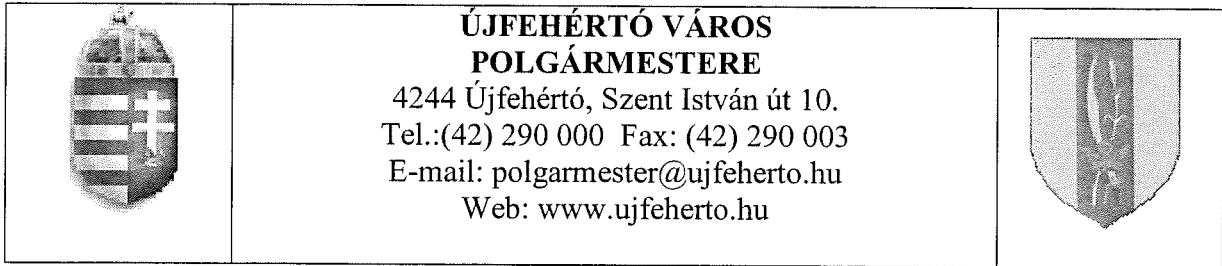 ÚJFEHÉRTÓ VÁROS
POLGÁRMESTERE
4244 Újfehértó, Szent István út 10.
Tel.:(42) 290 000 Fax: (42) 290 003
E-mail: polgarmester@ujfeherto.hu
Web: www.ujfeherto.hu